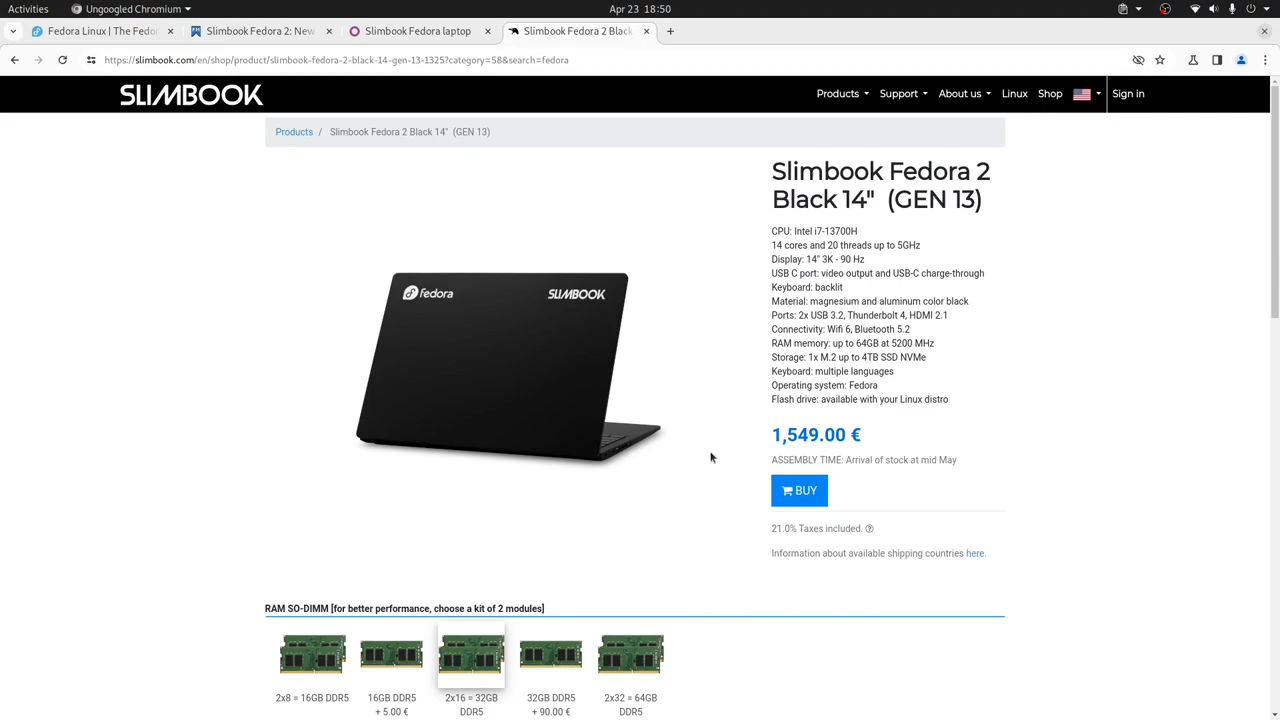 Activities
Ungoogled Chromium
Apr 23 18:50
Fedora Linux | The Fedor
Slimbook Fedora 2: New
Slimbook Fedora laptop
Slimbook Fedora 2 Black
https://slimbook.com/en/shop/product/slimbook-fedora-2-black-14-gen-13-1325?category=58&search=fedora
SLIMBOOK
Products
Support
About us
Linux
Shop
Sign in
Products / Slimbook Fedora 2 Black 14" (GEN 13)
fedora
SLIMBOOK
Slimbook Fedora 2
Black 14" (GEN 13)
CPU: Intel i7-13700H
14 cores and 20 threads up to 5GHz
Display: 14" 3K - 90 Hz
USB C port: video output and USB-C charge-through
Keyboard: backlit
Material: magnesium and aluminum color black
Ports: 2x USB 3.2, Thunderbolt 4, HDMI 2.1
Connectivity: Wifi 6, Bluetooth 5.2
RAM memory: up to 64GB at 5200 MHz
Storage: 1x M.2 up to 4TB SSD NVMe
Keyboard: multiple languages
Operating system: Fedora
Flash drive: available with your Linux distro
1,549.00 €
ASSEMBLY TIME: Arrival of stock at mid May
BUY
21.0% Taxes included.
Information about available shipping countries here.
RAM SO-DIMM [for better performance, choose a kit of 2 modules]
2x8 = 16GB DDR5
16GB DDR5
+ 5.00 €
2x16 = 32GB
DDR5
32GB DDR5
+ 90.00 €
2x32 = 64GB
DDR5